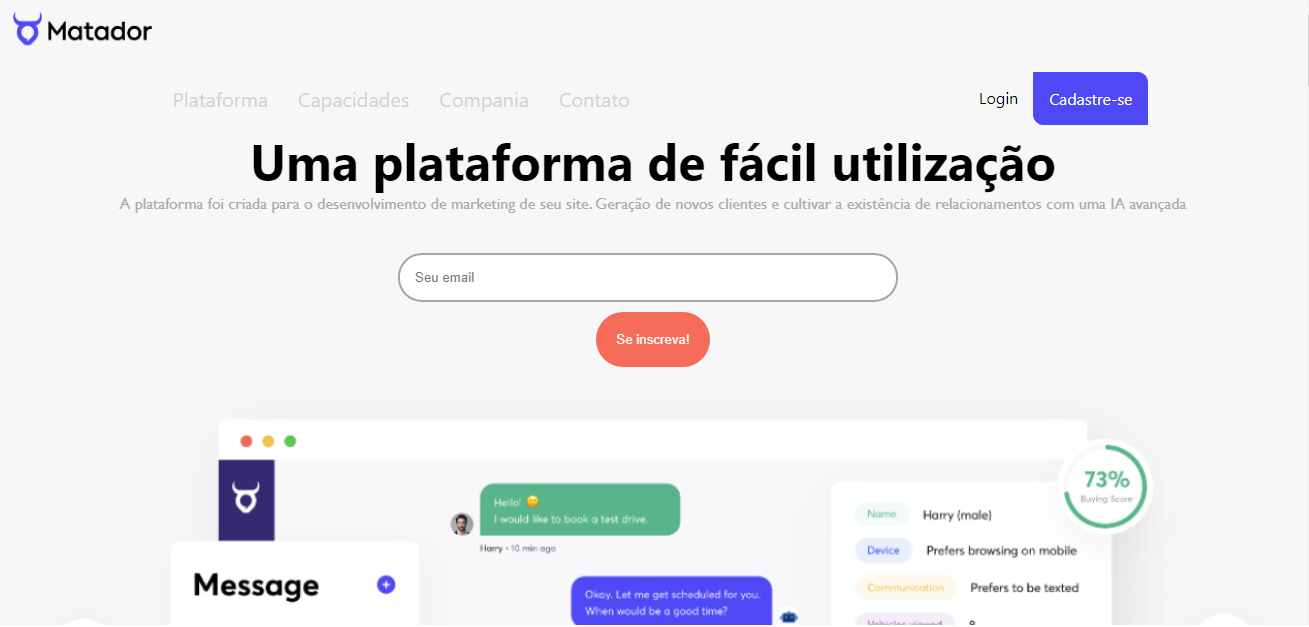 Matador
Plataforma Capacidades Compania Contato Login Cadastre-se
Uma plataforma de fácil utilização
A plataforma foi criada para o desenvolvimento de marketing de seu site. Geração de novos clientes e cultivar a existência de relacionamentos com uma IA avançada
Seu email
Se inscreva!
73%
Buying Score
Hello! 😊
I would like to book a test drive.
Harry • 10 min ago
Message
Okay. Let me get scheduled for you.
When would be a good time?
Name Harry (male)
Device Prefers browsing on mobile
Communication Prefers to be texted
Vehicles viewed 8